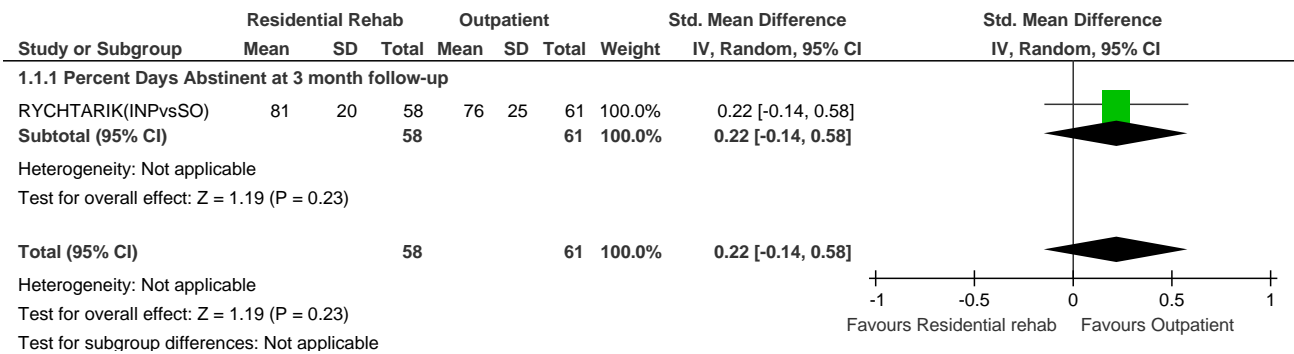 Residential Rehab Outpatient Std. Mean Difference Std. Mean Difference
Study or Subgroup Mean SD Total Mean SD Total Weight IV, Random, 95% CI IV, Random, 95% CI
1.1.1 Percent Days Abstinent at 3 month follow-up
RYCHTARIK(INPvsSO) 81 20 58 76 25 61 100.0% 0.22 [-0.14, 0.58]
Subtotal (95% CI) 58 61 100.0% 0.22 [-0.14, 0.58]
Heterogeneity: Not applicable
Test for overall effect: Z = 1.19 (P = 0.23)
Total (95% CI) 58 61 100.0% 0.22 [-0.14, 0.58]
Heterogeneity: Not applicable
Test for overall effect: Z = 1.19 (P = 0.23)
Test for subgroup differences: Not applicable
-1 -0.5 0 0.5 1
Favours Residential rehab Favours Outpatient